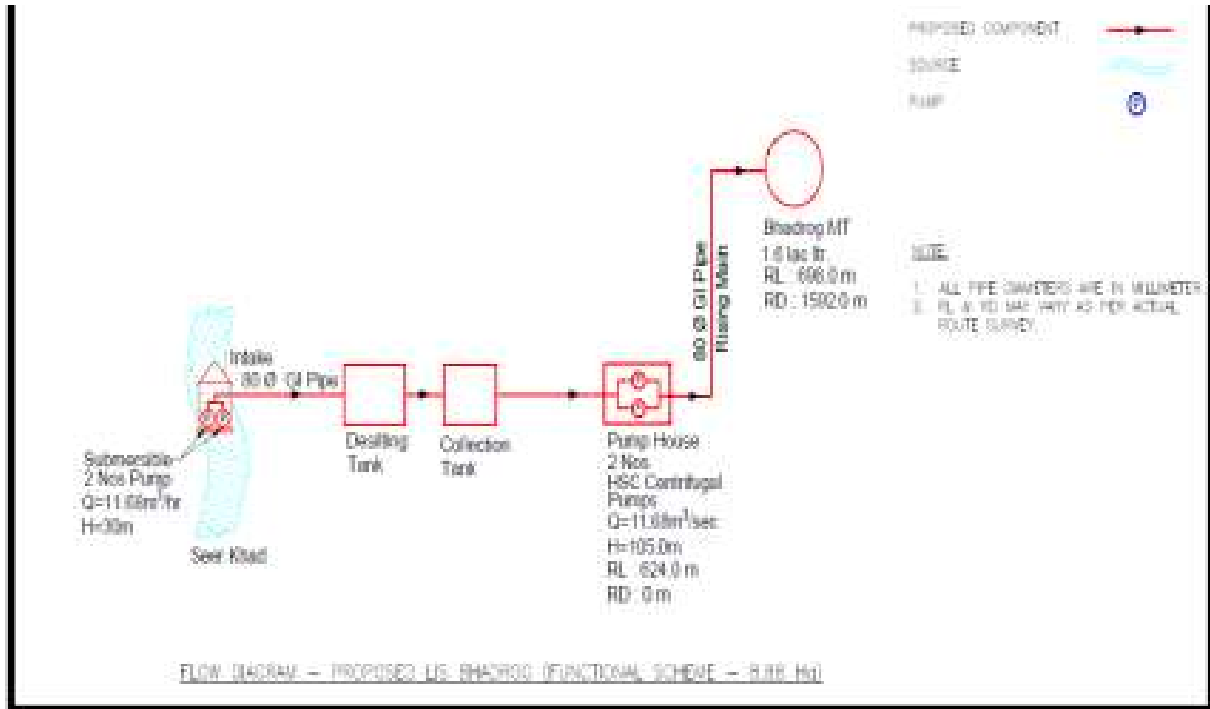 PROPOSED COMPONENT
SOURCE
PUMP
P
Bhadrog MT
1.6 lac ltr.
RL : 698.0 m
RD : 1592.0 m
80 Ø GI Pipe
Rising Main
NOTE:
1. ALL PIPE DIAMETERS ARE IN MILLIMETER
2. RL & RD MAY VARY AS PER ACTUAL
ROUTE SURVEY.
Intake
80 Ø GI Pipe
Desilting
Tank
Collection
Tank
Submersible
2 Nos Pump
Q=11.68m³/hr
H=30m
Seer Khad
Pump House
2 Nos
HSC Centrifugal
Pumps
Q=11.68m³/sec
H=105.0m
RL : 624.0 m
RD : 0 m
FLOW DIAGRAM – PROPOSED LIS BHADROG (FUNCTIONAL SCHEME –